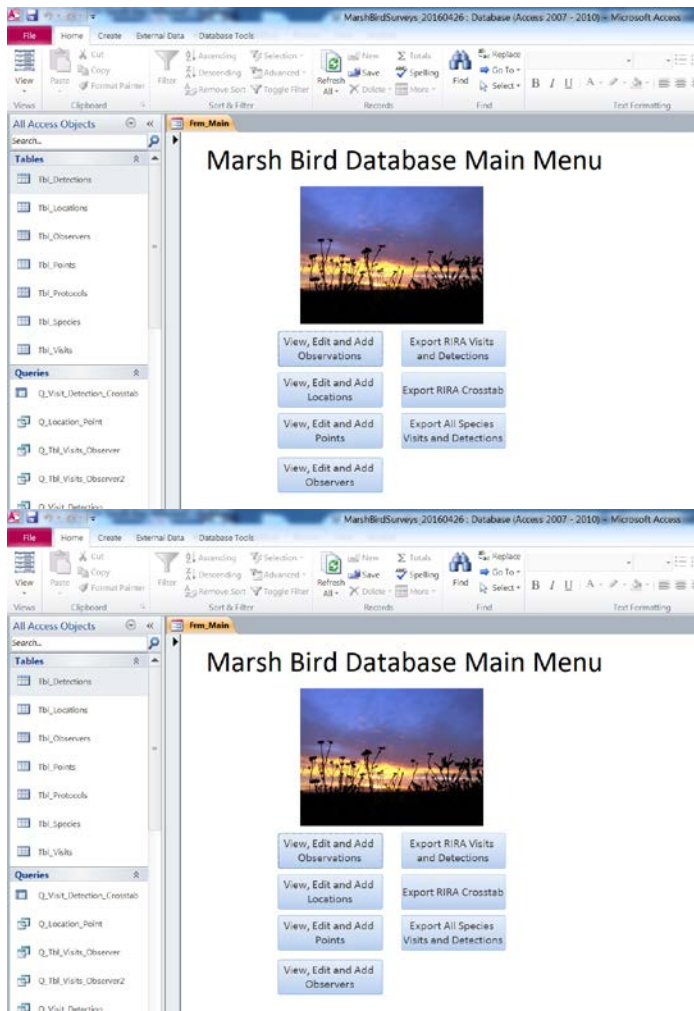 MarshBirdSurveys_20160426 : Database (Access 2007 - 2010) - Microsoft Access
File Home Create External Data Database Tools
View
Views
Paste
Cut
Copy
Format Painter
Clipboard
Filter
Ascending
Descending
Remove Sort
Selection
Advanced
Toggle Filter
Sort & Filter
Refresh
All
New
Save
Delete
Totals
Spelling
More
Records
Find
Replace
Go To
Select
Find
B I U A
Text Formatting
All Access Objects
Search...
Tables
Tbl_Detections
Tbl_Locations
Tbl_Observers
Tbl_Points
Tbl_Protocols
Tbl_Species
Tbl_Visits
Queries
Q_Visit_Detection_Crosstab
Q_Location_Point
Q_Tbl_Visits_Observer
Q_Tbl_Visits_Observer2
Q_Visit_Detection
Frm_Main
Marsh Bird Database Main Menu
View, Edit and Add
Observations
Export RIRA Visits
and Detections
View, Edit and Add
Locations
Export RIRA Crosstab
View, Edit and Add
Points
Export All Species
Visits and Detections
View, Edit and Add
Observers
MarshBirdSurveys_20160426 : Database (Access 2007 - 2010) - Microsoft Access
File Home Create External Data Database Tools
View
Views
Paste
Cut
Copy
Format Painter
Clipboard
Filter
Ascending
Descending
Remove Sort
Selection
Advanced
Toggle Filter
Sort & Filter
Refresh
All
New
Save
Delete
Totals
Spelling
More
Records
Find
Replace
Go To
Select
Find
B I U A
Text Formatting
All Access Objects
Search...
Tables
Tbl_Detections
Tbl_Locations
Tbl_Observers
Tbl_Points
Tbl_Protocols
Tbl_Species
Tbl_Visits
Queries
Q_Visit_Detection_Crosstab
Q_Location_Point
Q_Tbl_Visits_Observer
Q_Tbl_Visits_Observer2
Q_Visit_Detection
Frm_Main
Marsh Bird Database Main Menu
View, Edit and Add
Observations
Export RIRA Visits
and Detections
View, Edit and Add
Locations
Export RIRA Crosstab
View, Edit and Add
Points
Export All Species
Visits and Detections
View, Edit and Add
Observers